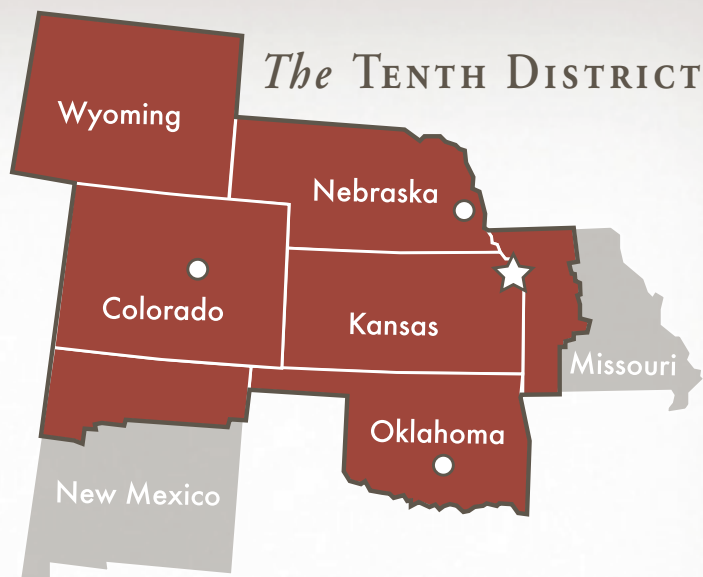 The TENTH DISTRICT
Wyoming
Nebraska
Colorado
Kansas
Missouri
Oklahoma
New Mexico